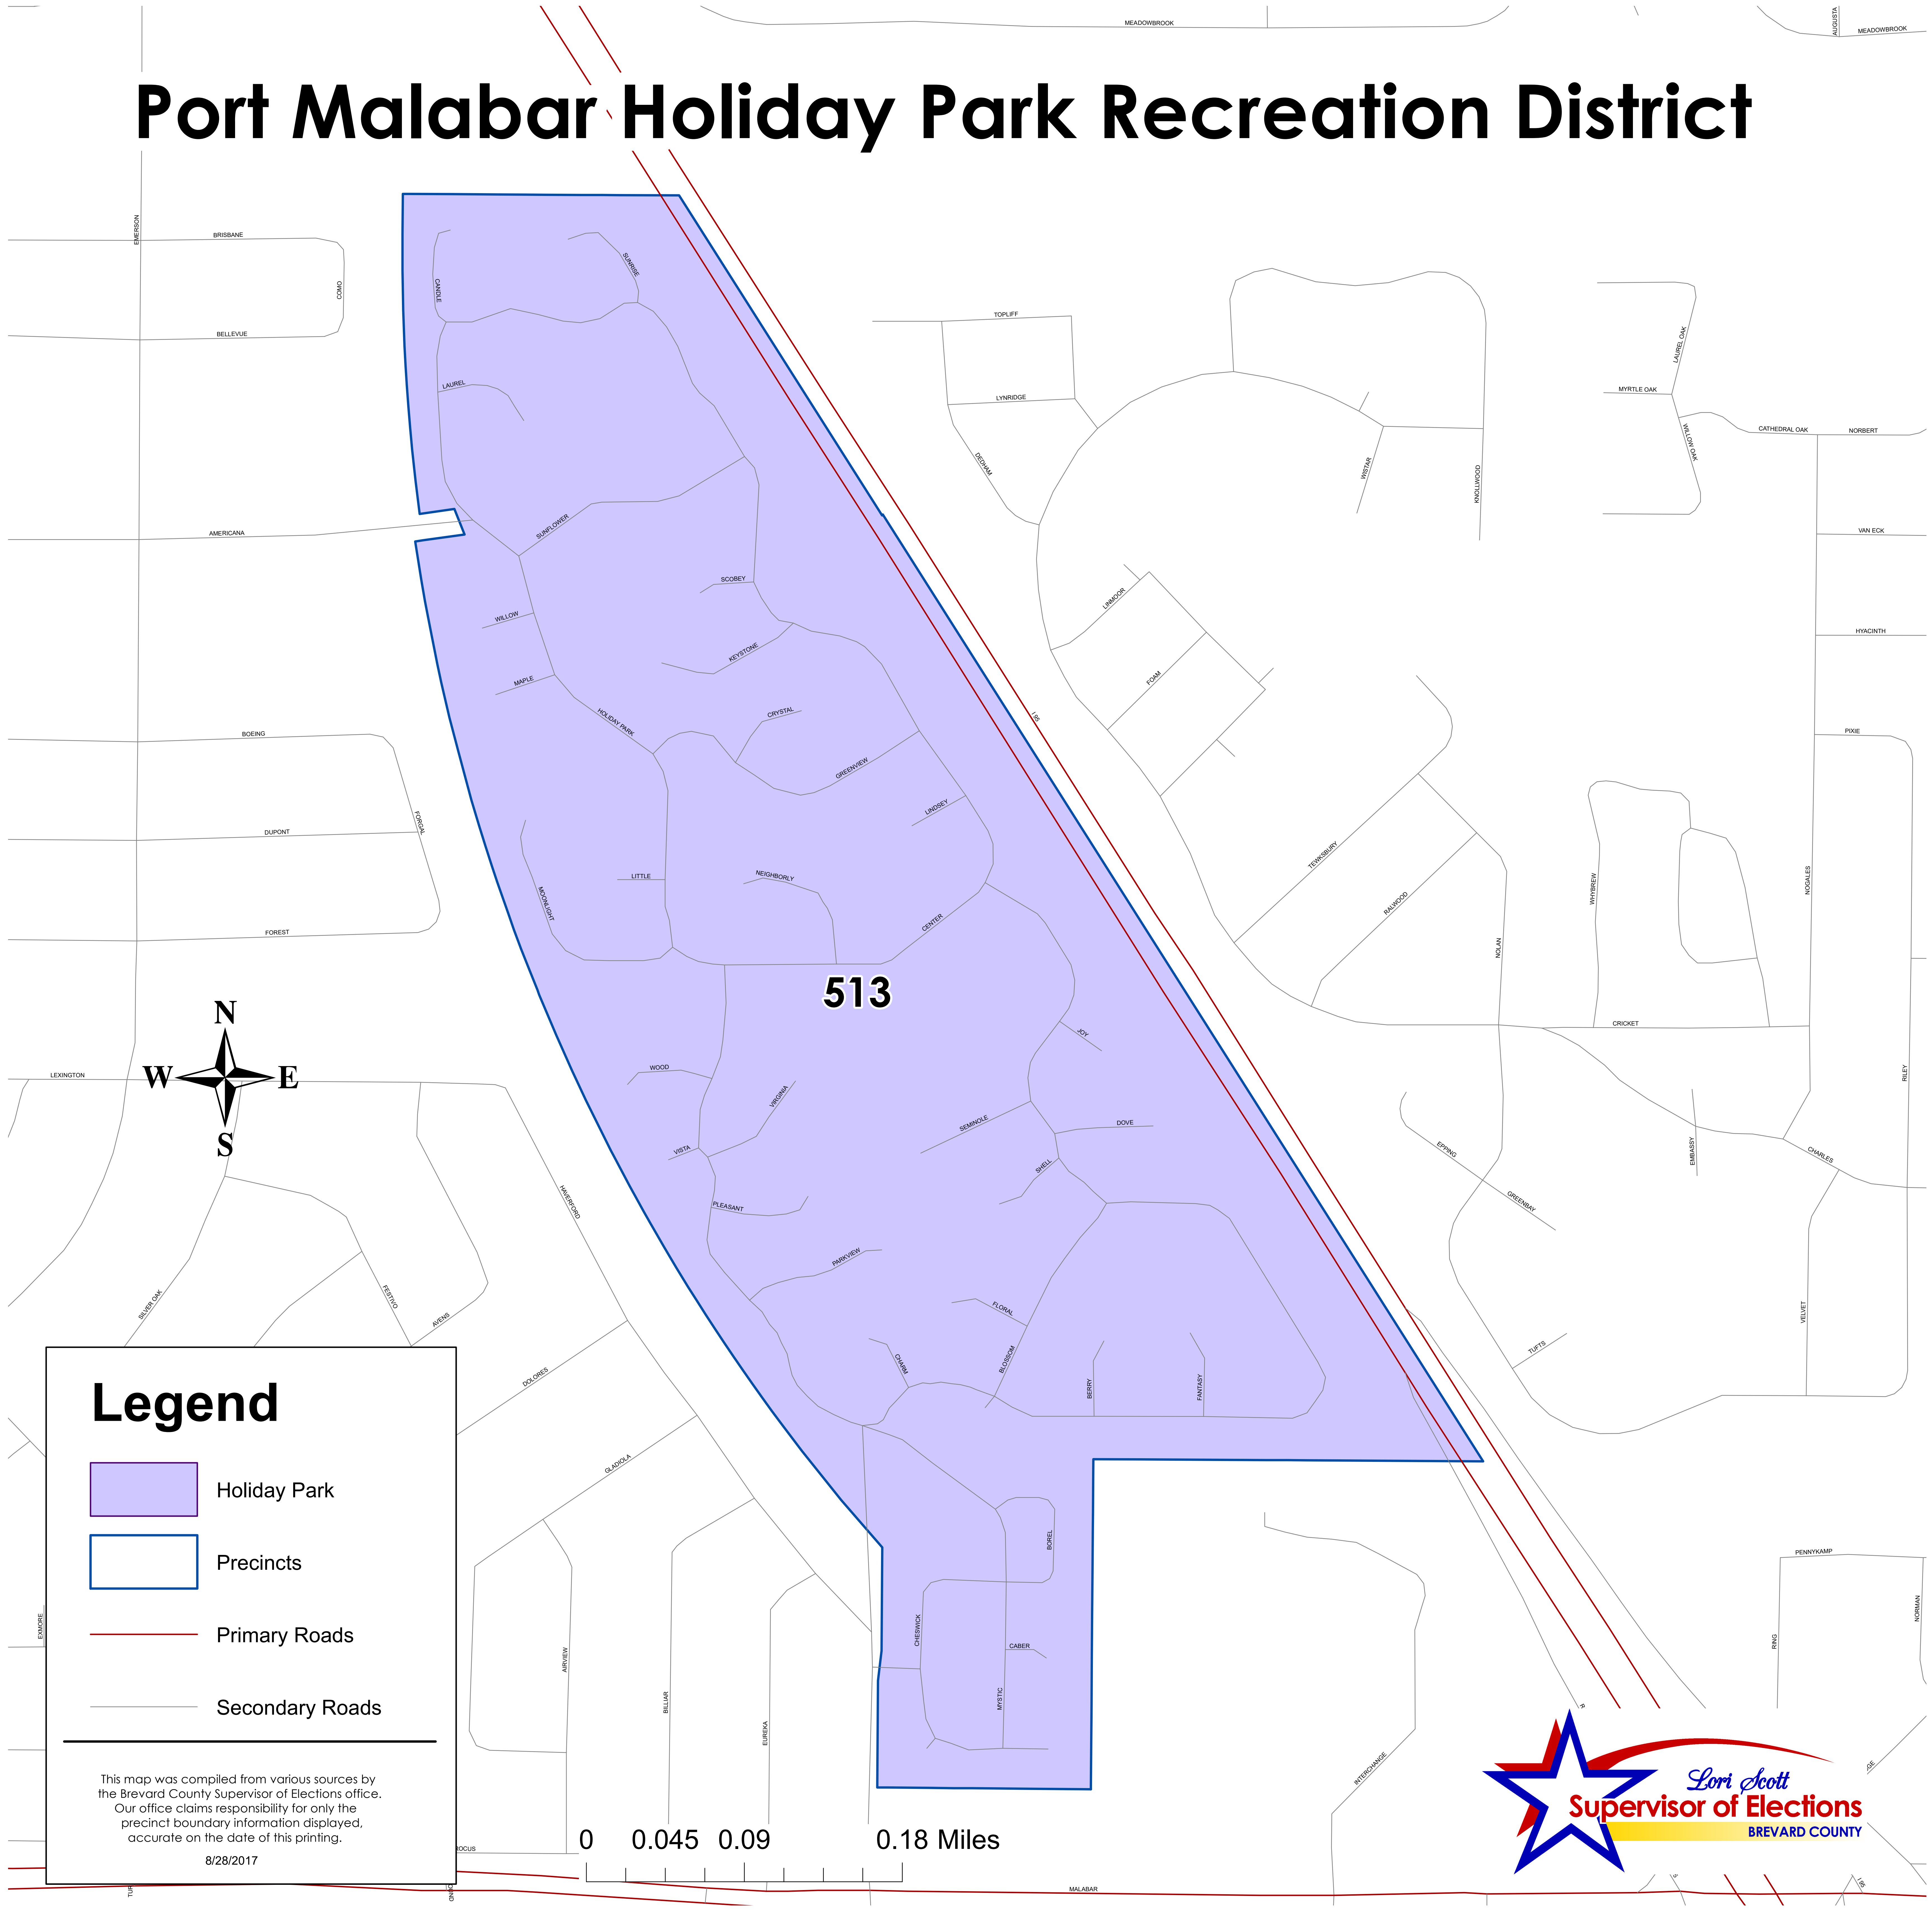 MEADOWBROOK
AUGUSTA
MEADOWBROOK
Port Malabar Holiday Park Recreation District
EMERSON
BRISBANE
COMO
BELLEVUE
CANDLE
SUNRISE
LAUREL
TOPLIFF
LYNRIDGE
DEDHAM
WISTAR
KNOLLWOOD
LAUREL OAK
MYRTLE OAK
WILLOW OAK
CATHEDRAL OAK
NORBERT
AMERICANA
SUNFLOWER
VAN ECK
SCOBEY
WILLOW
KEYSTONE
MAPLE
LINMOOR
FOAM
HYACINTH
HOLIDAY PARK
CRYSTAL
I 95
BOEING
GREENVIEW
PIXIE
LINDSEY
FORGAL
DUPONT
LITTLE
NEIGHBORLY
MOONLIGHT
CENTER
TEWKSBURY
RALWOOD
WHYBREW
NOGALES
FOREST
NOLAN
513
CRICKET
JOY
N
W
E
S
LEXINGTON
WOOD
VIRGINIA
RILEY
SEMINOLE
DOVE
VISTA
SHELL
EPPING
EMBASSY
CHARLES
HAVERFORD
PLEASANT
GREENBAY
PARKVIEW
SILVER OAK
FESTIVO
AVENS
FLORAL
VELVET
DOLORES
CHARM
BLOSSOM
BERRY
FANTASY
TUFTS
GLADIOLA
Legend
Holiday Park
Precincts
Primary Roads
Secondary Roads
This map was compiled from various sources by
the Brevard County Supervisor of Elections office.
Our office claims responsibility for only the
precinct boundary information displayed,
accurate on the date of this printing.
8/28/2017
EXMORE
BOREL
PENNYKAMP
CHESWICK
CABER
AIRVIEW
BILLIAR
EUREKA
MYSTIC
RING
NORMAN
INTERCHANGE
R
GE
Lori Scott
Supervisor of Elections
BREVARD COUNTY
0 0.045 0.09 0.18 Miles
ROCUS
TUR
MALABAR
S
I 95